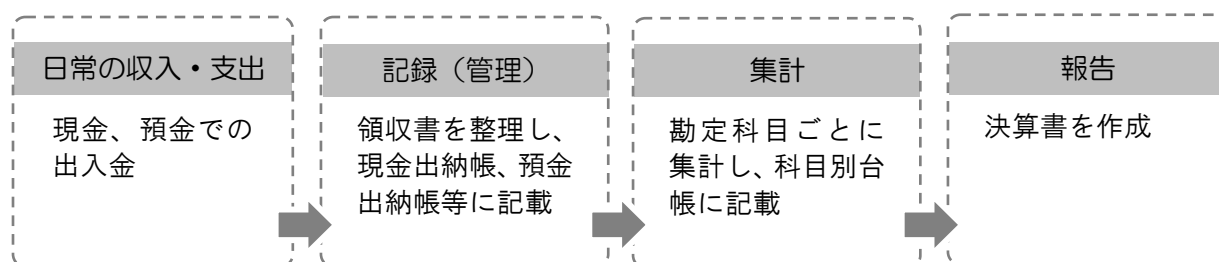 日常の収入・支出
現金、預金での
出入金
記録（管理）
領収書を整理し、
現金出納帳、預金
出納帳等に記載
集計
勘定科目ごとに
集計し、科目別台
帳に記載
報告
決算書を作成